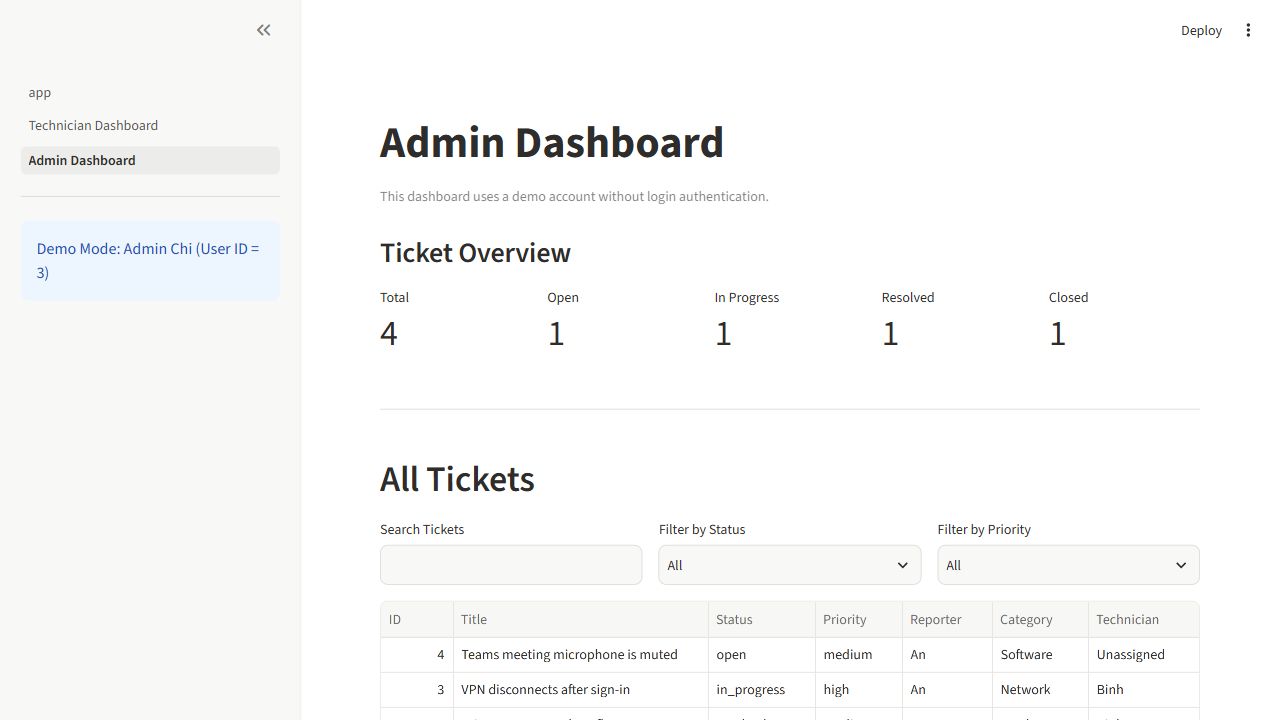 Deploy
app
Technician Dashboard
Admin Dashboard
Demo Mode: Admin Chi (User ID =
3)
Admin Dashboard
This dashboard uses a demo account without login authentication.
Ticket Overview
Total Open In Progress Resolved Closed
4 1 1 1 1
All Tickets
Search Tickets Filter by Status Filter by Priority
All All
ID Title Status Priority Reporter Category Technician
4 Teams meeting microphone is muted open medium An Software Unassigned
3 VPN disconnects after sign-in in_progress high An Network Binh